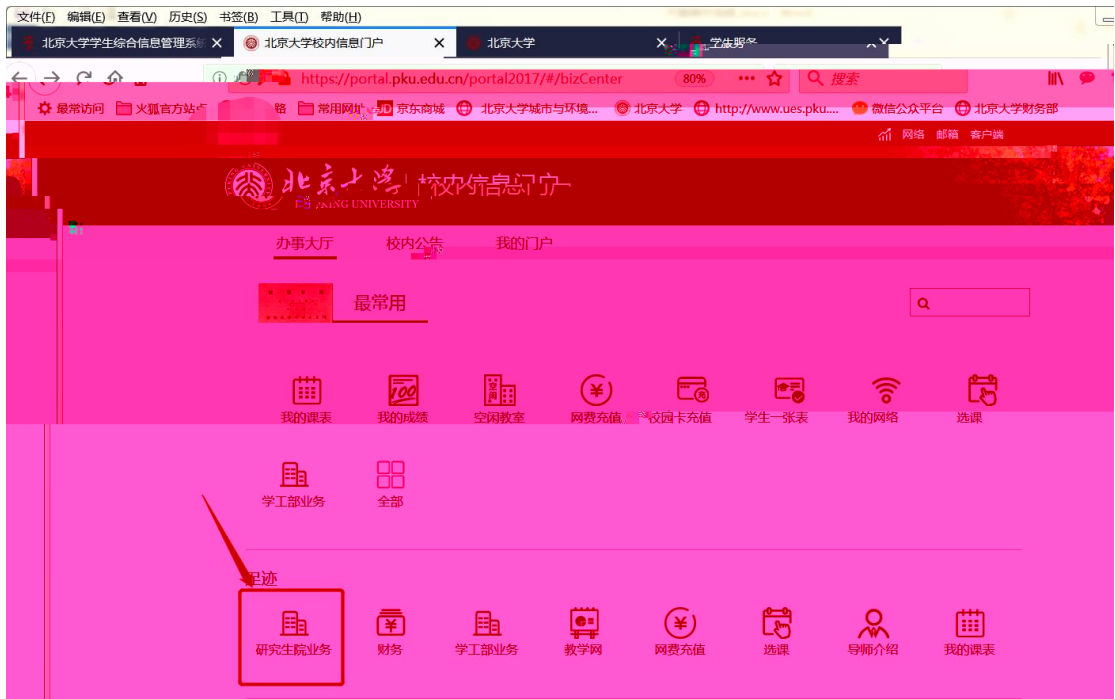 文件(F) 编辑(E) 查看(V) 历史(S) 书签(B) 工具(T) 帮助(H)
北京大学学生综合信息管理系统 北京大学校内信息门户 北京大学 学生
https://portal.pku.edu.cn/portal2017/#/bizCenter 80% 搜索
最常访问 火狐官方站点 路 常用网址 JD 京东商城 北京大学城市与环境... 北京大学 http://www.ues.pku.... 微信公众平台 北京大学财务部
网络 邮箱 客户端
北京大学 校内信息门户
PEKING UNIVERSITY
办事大厅 校内公告 我的门户
最常用
我的课表 我的成绩 空闲教室 网费充值 校园卡充值 学生一张表 我的网络 选课
学工部业务 全部
足迹
研究生院业务 财务 学工部业务 教学网 网费充值 选课 导师介绍 我的课表